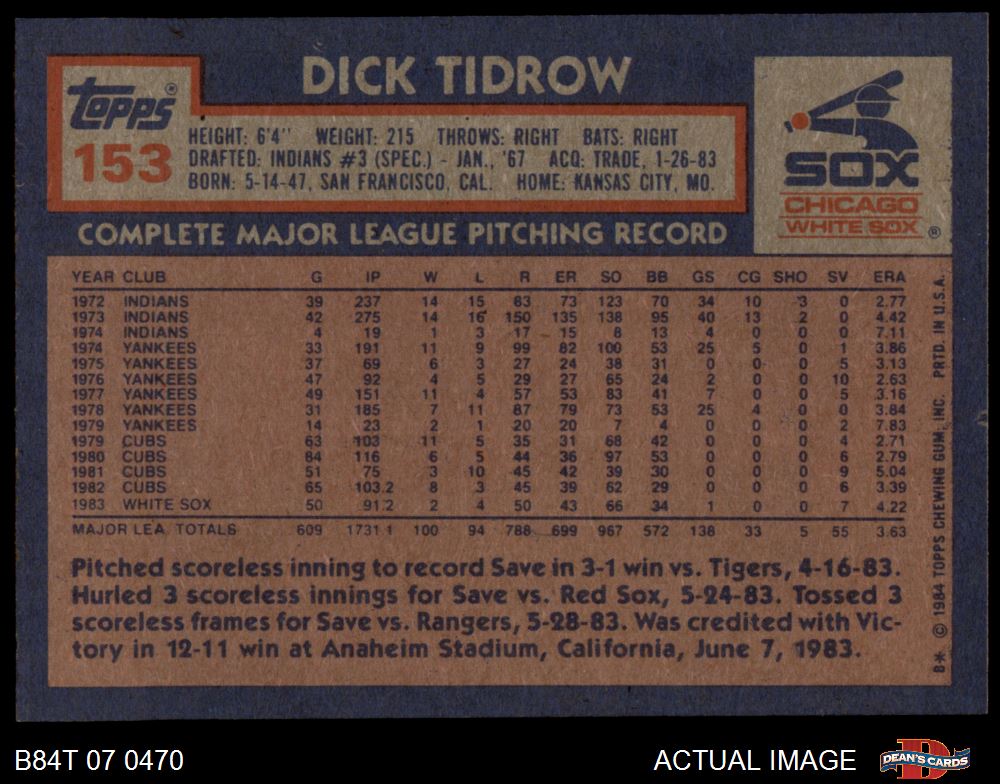 DICK TIDROW
Topps®
153
HEIGHT: 6'4" WEIGHT: 215 THROWS: RIGHT BATS: RIGHT
DRAFTED: INDIANS #3 (SPEC.) - JAN., '67 ACQ: TRADE, 1-26-83
BORN: 5-14-47, SAN FRANCISCO, CAL. HOME: KANSAS CITY, MO.
SOX
CHICAGO
WHITE SOX ®
COMPLETE MAJOR LEAGUE PITCHING RECORD
YEAR CLUB G IP W L R ER SO BB GS CG SHO SV ERA
1972 INDIANS 39 237 14 15 83 73 123 70 34 10 3 0 2.77
1973 INDIANS 42 275 14 16 150 135 138 95 40 13 2 0 4.42
1974 INDIANS 4 19 1 3 17 15 8 13 4 0 0 0 7.11
1974 YANKEES 33 191 11 9 99 82 100 53 25 5 0 1 3.86
1975 YANKEES 37 69 6 3 27 24 38 31 0 0 0 5 3.13
1976 YANKEES 47 92 4 5 29 27 65 24 2 0 0 10 2.63
1977 YANKEES 49 151 11 4 57 53 83 41 7 0 0 5 3.16
1978 YANKEES 31 185 7 11 87 79 73 53 25 4 0 0 3.84
1979 YANKEES 14 23 2 1 20 20 7 4 0 0 0 2 7.83
1979 CUBS 63 103 11 5 35 31 68 42 0 0 0 4 2.71
1980 CUBS 84 116 6 5 44 36 97 53 0 0 0 6 2.79
1981 CUBS 51 75 3 10 45 42 39 30 0 0 0 9 5.04
1982 CUBS 65 103.2 8 3 45 39 62 29 0 0 0 6 3.39
1983 WHITE SOX 50 91.2 2 4 50 43 66 34 1 0 0 7 4.22
MAJOR LEA. TOTALS 609 1731.1 100 94 788 699 967 572 138 33 5 55 3.63
Pitched scoreless inning to record Save in 3-1 win vs. Tigers, 4-16-83.
Hurled 3 scoreless innings for Save vs. Red Sox, 5-24-83. Tossed 3
scoreless frames for Save vs. Rangers, 5-28-83. Was credited with Vic-
tory in 12-11 win at Anaheim Stadium, California, June 7, 1983.
B* © 1984 TOPPS CHEWING GUM, INC. PRTD. IN U.S.A.
B84T 07 0470
ACTUAL IMAGE
DEAN'S CARDS